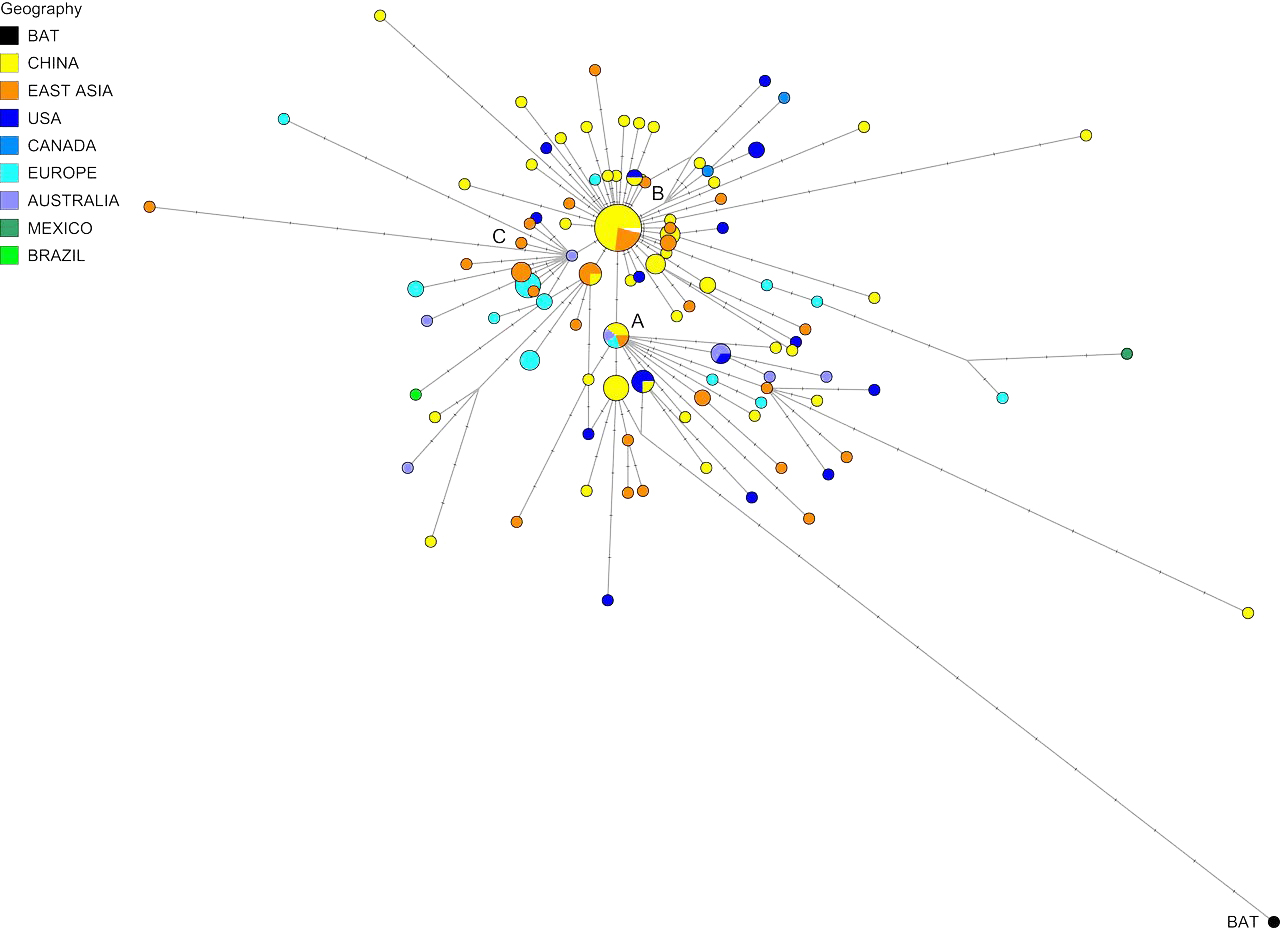 Geography
BAT
CHINA
EAST ASIA
USA
CANADA
EUROPE
AUSTRALIA
MEXICO
BRAZIL
B
C
A
BAT